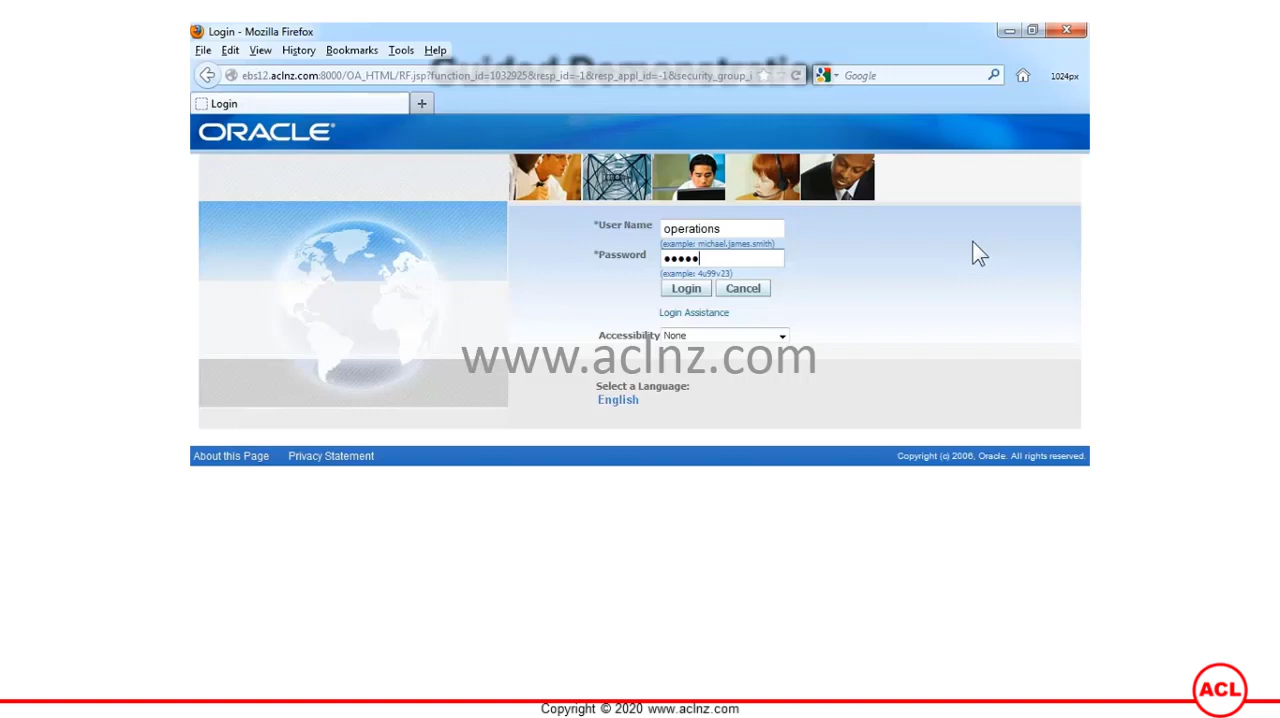 Login - Mozilla Firefox
File Edit View History Bookmarks Tools Help
Guided Demonstration
ebs12.aclnz.com:8000/OA_HTML/RF.jsp?function_id=1032925&resp_id=-1&resp_appl_id=-1&security_group_i
Google
1024px
Login
ORACLE
*User Name operations
(example: michael.james.smith)
*Password •••••
(example: 4u99v23)
Login Cancel
Login Assistance
Accessibility None
www.aclnz.com
Select a Language:
English
About this Page Privacy Statement Copyright (c) 2006, Oracle. All rights reserved.
ACL
Copyright © 2020 www.aclnz.com